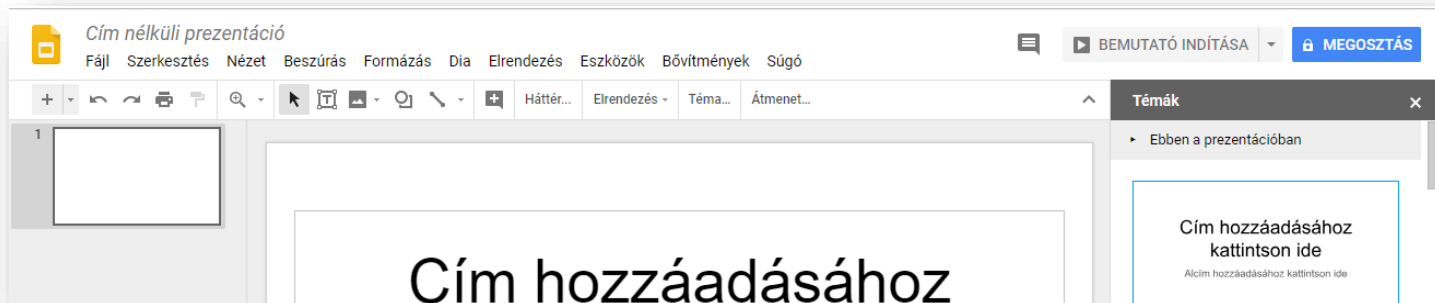 Cím nélküli prezentáció
BEMUTATÓ INDÍTÁSA MEGOSZTÁS
Fájl Szerkesztés Nézet Beszúrás Formázás Dia Elrendezés Eszközök Bővítmények Súgó
Háttér... Elrendezés Téma... Átmenet...
Témák
1
Ebben a prezentációban
Cím hozzáadásához
kattintson ide
Alcím hozzáadásához kattintson ide
Cím hozzáadásához